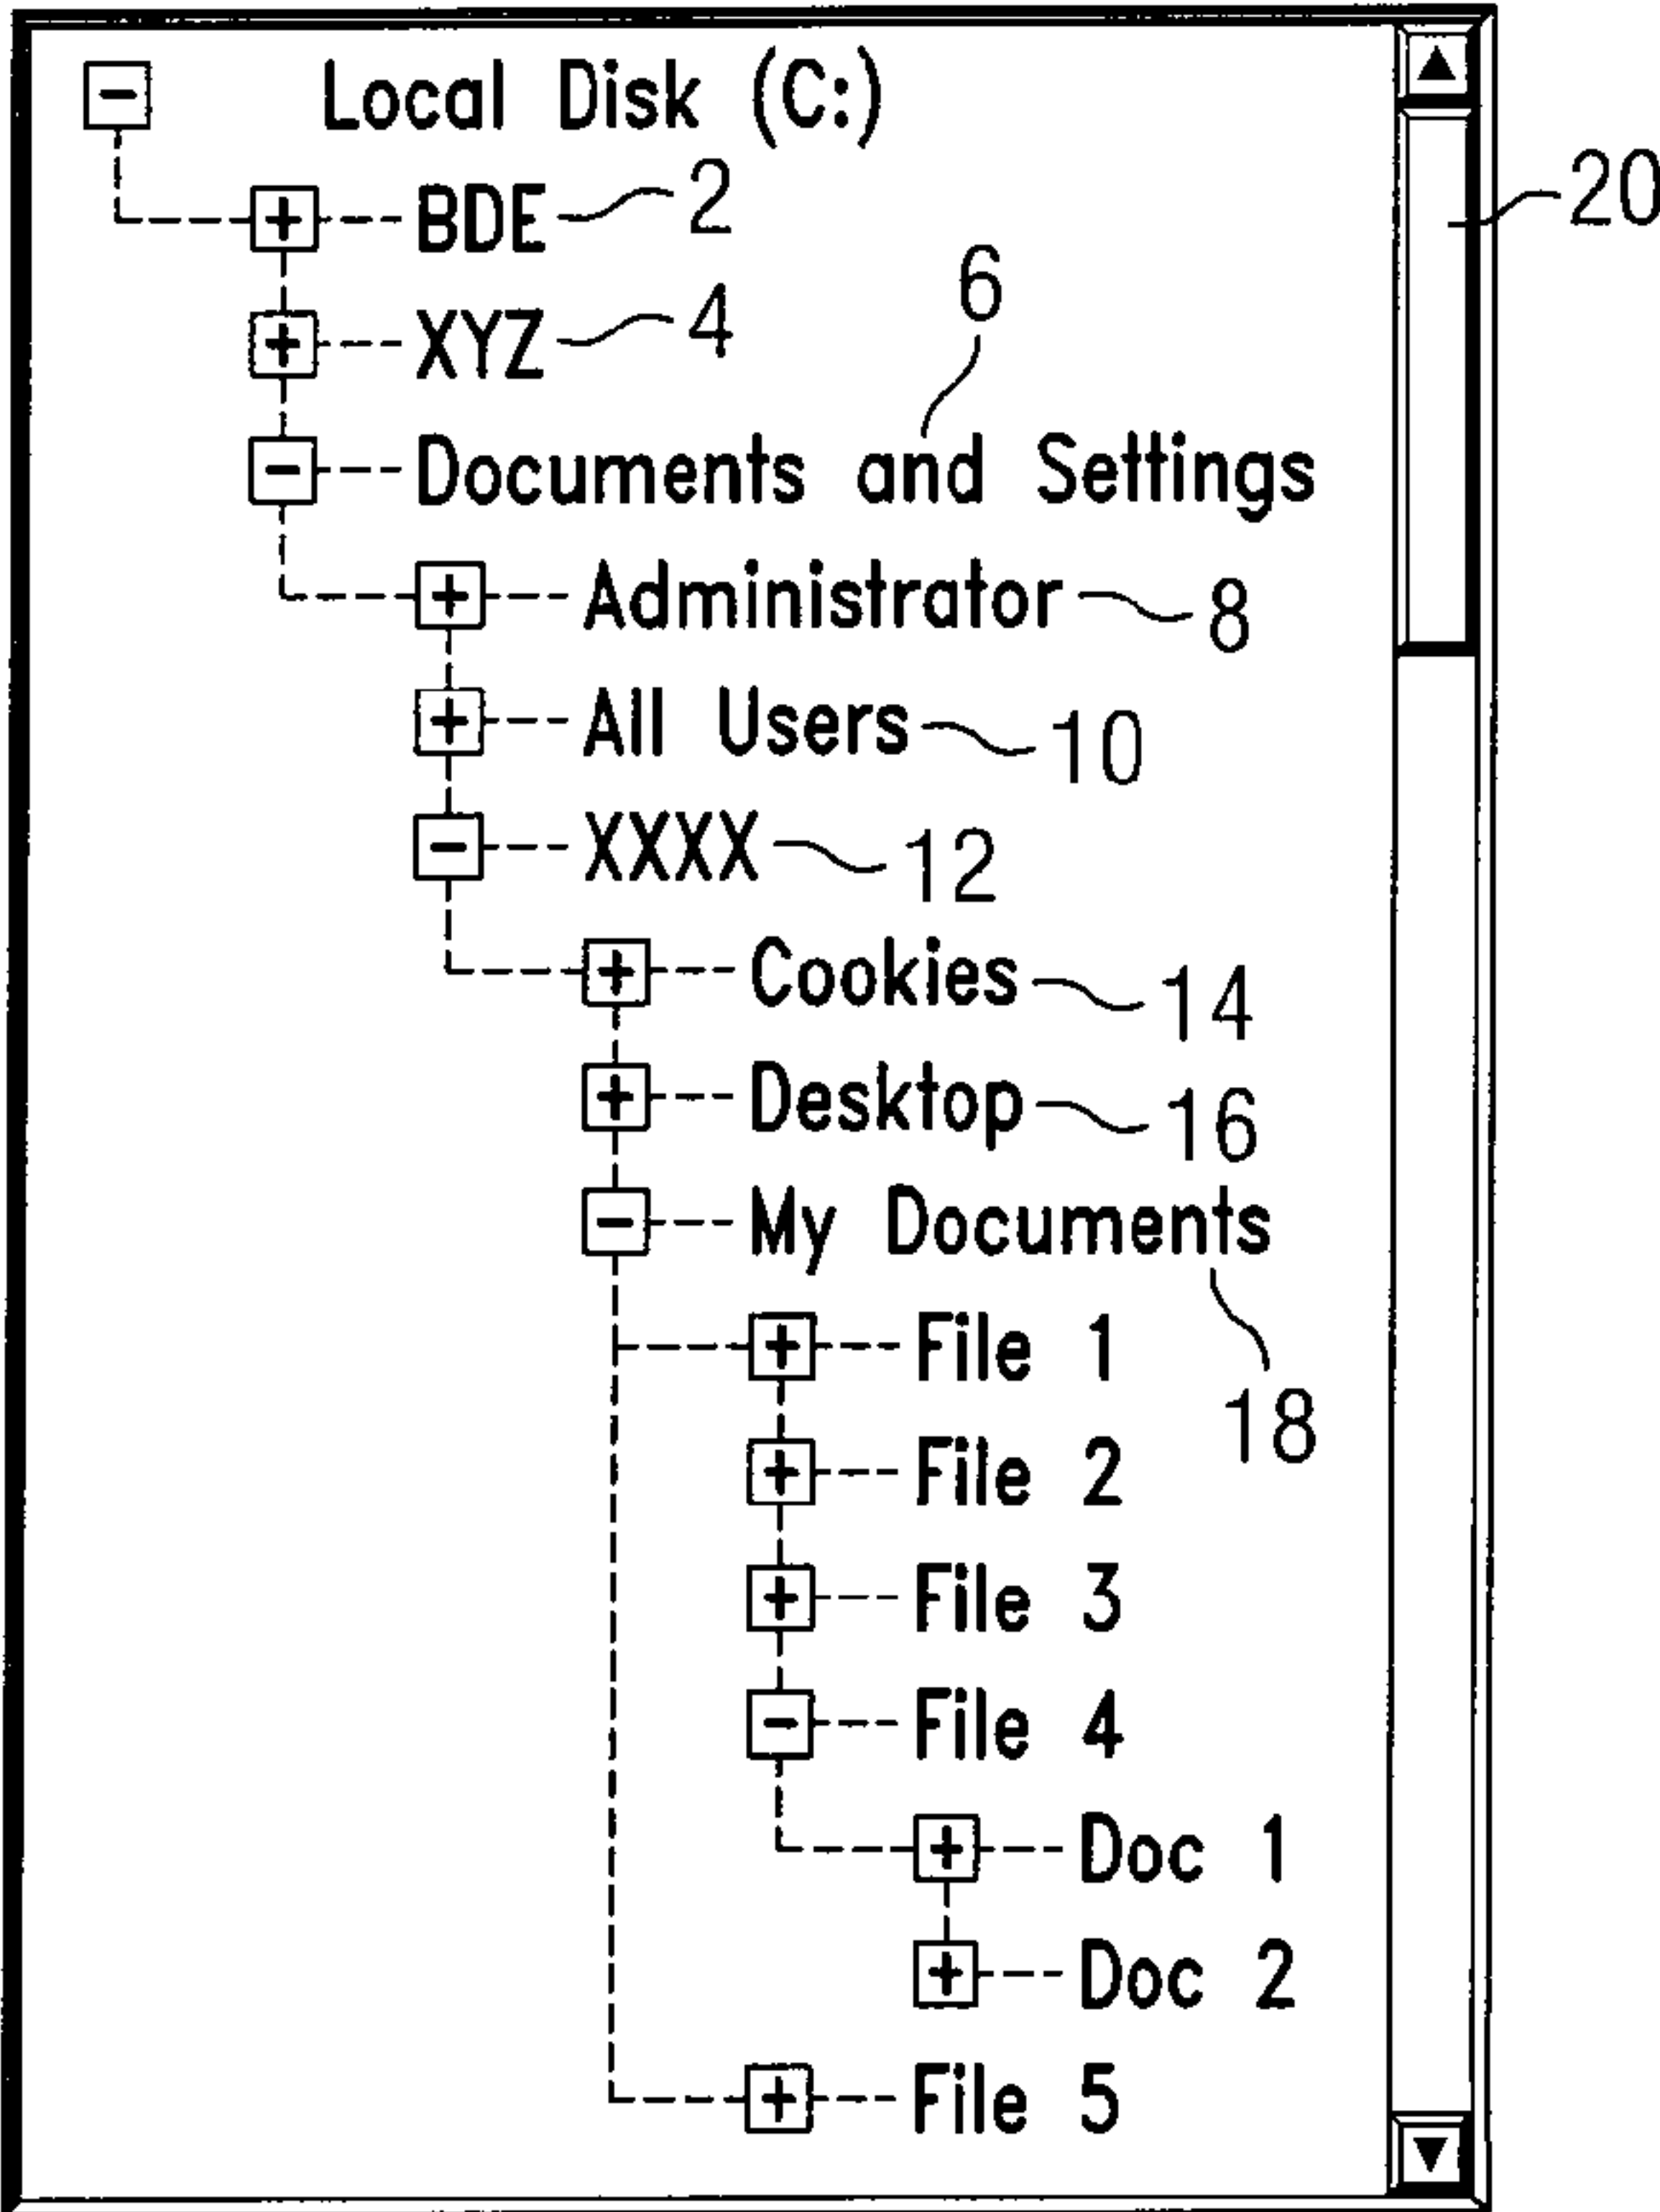 Local Disk (C:)
BDE 2
20
XYZ 4
6
Documents and Settings
Administrator 8
All Users 10
XXXX 12
Cookies 14
Desktop 16
My Documents
File 1
18
File 2
File 3
File 4
Doc 1
Doc 2
File 5